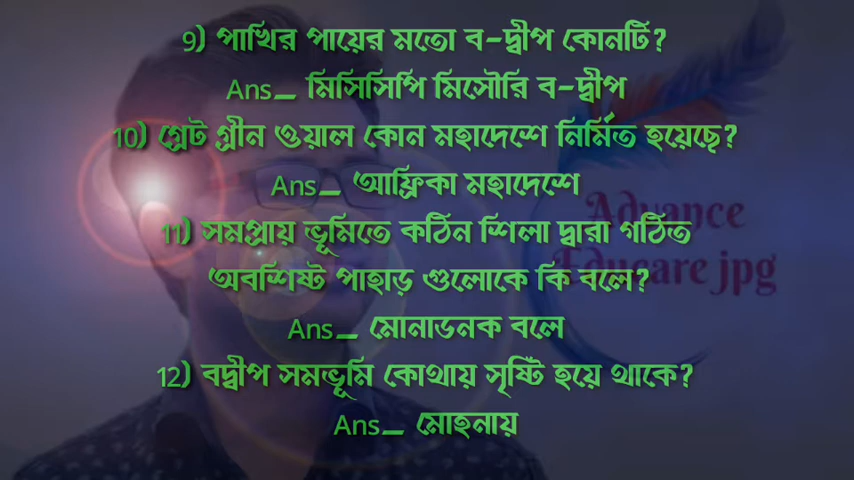 9) পাখির পায়ের মতো ব-দ্বীপ কোনটি?
Ans_ মিসিসিপি মিসৌরি ব-দ্বীপ
10) গ্রেট গ্রীন ওয়াল কোন মহাদেশে নির্মিত হয়েছে?
Ans_ আফ্রিকা মহাদেশে
11) সমপ্রায় ভূমিতে কঠিন শিলা দ্বারা গঠিত
অবশিষ্ট পাহাড় গুলোকে কি বলে?
Ans_ মোনাডনক বলে
12) বদ্বীপ সমভূমি কোথায় সৃষ্টি হয়ে থাকে?
Ans_ মোহনায়
Advance
Educare jpg